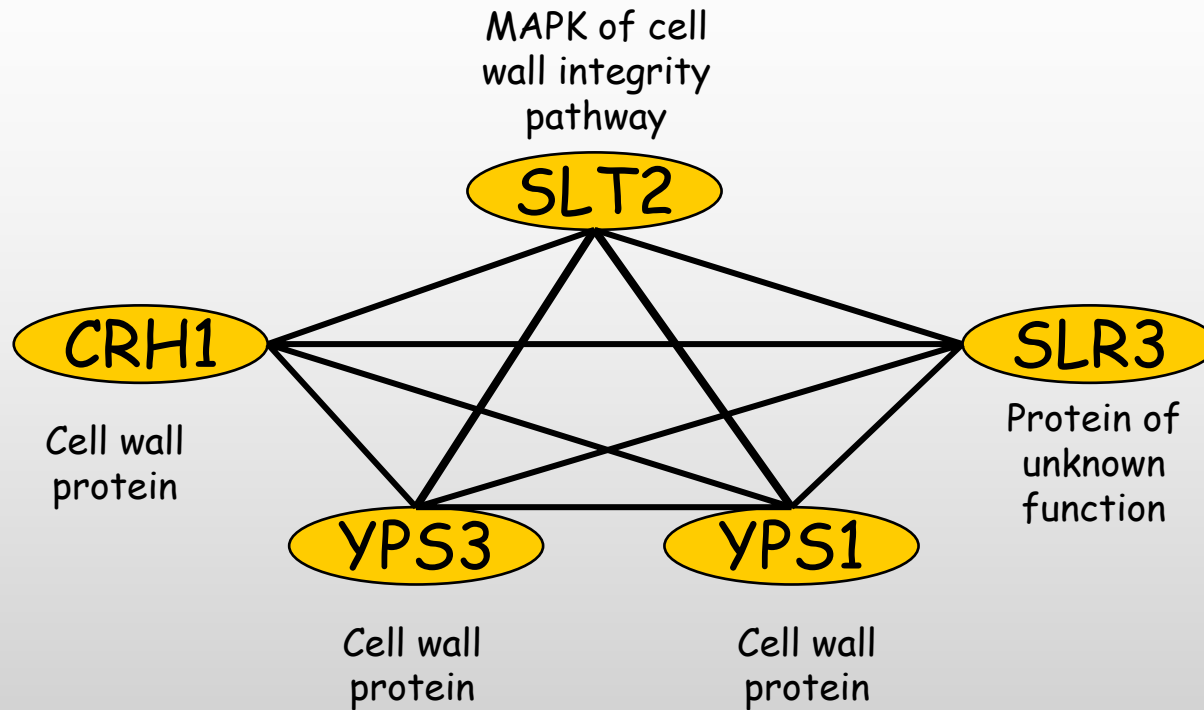 MAPK of cell
wall integrity
pathway
SLT2
CRH1
SLR3
Cell wall
protein
Protein of
unknown
function
YPS3
YPS1
Cell wall
protein
Cell wall
protein